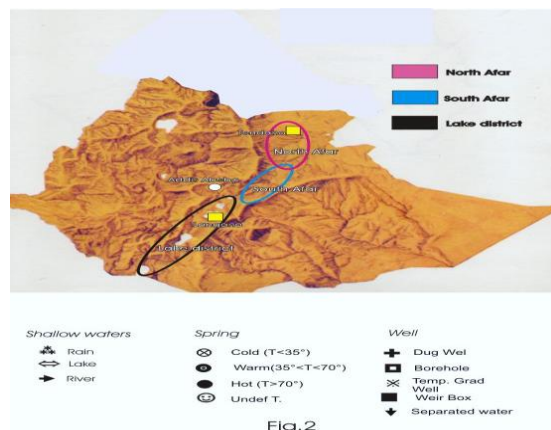 North Afar
South Afar
Lake district
North Afar
South Afar
Lake district
Shallow waters
Rain
Lake
River
Spring
Cold (T<35°)
Warm(35°<T<70°)
Hot (T>70°)
Undef T.
Well
Dug Wel
Borehole
Temp. Grad
Well
Weir Box
Separated water
Fig.2